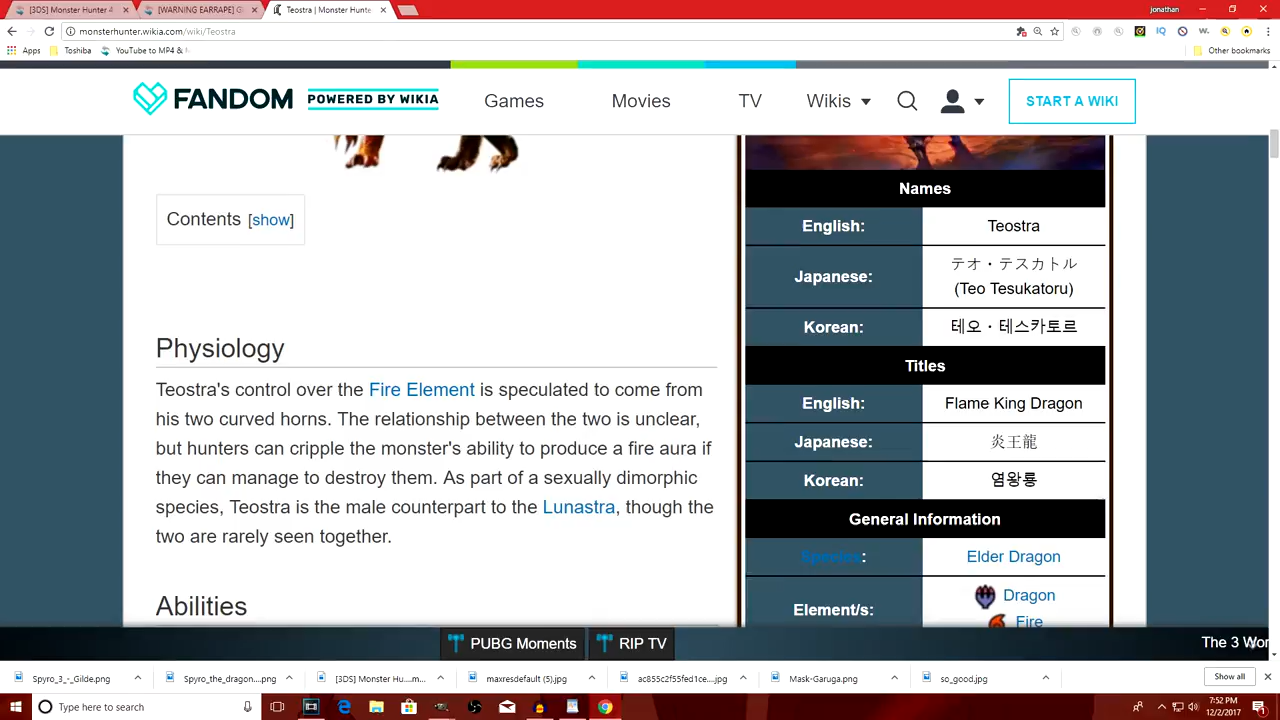 [3DS] Monster Hunter 4
[WARNING EARRAPE] G
Teostra | Monster Hunte
jonathan
monsterhunter.wikia.com/wiki/Teostra
Apps
Toshiba
YouTube to MP4 &
Other bookmarks
FANDOM
POWERED BY WIKIA
Games
Movies
TV
Wikis
START A WIKI
Contents [show]
Physiology
Teostra's control over the Fire Element is speculated to come from
his two curved horns. The relationship between the two is unclear,
but hunters can cripple the monster's ability to produce a fire aura if
they can manage to destroy them. As part of a sexually dimorphic
species, Teostra is the male counterpart to the Lunastra, though the
two are rarely seen together.
Abilities
Names
English: Teostra
Japanese: テオ・テスカトル
(Teo Tesukatoru)
Korean: 테오・테스카토르
Titles
English: Flame King Dragon
Japanese: 炎王龍
Korean: 염왕룡
General Information
Species: Elder Dragon
Element/s: Dragon
Fire
PUBG Moments
RIP TV
The 3 Wor
Spyro_3_-_Gilde.png
Spyro_the_dragon....png
[3DS] Monster Hu....m
maxresdefault (5).jpg
ac855c2f55fed1ce....jpg
Mask-Garuga.png
so_good.jpg
Show all
Type here to search
7:52 PM
12/2/2017